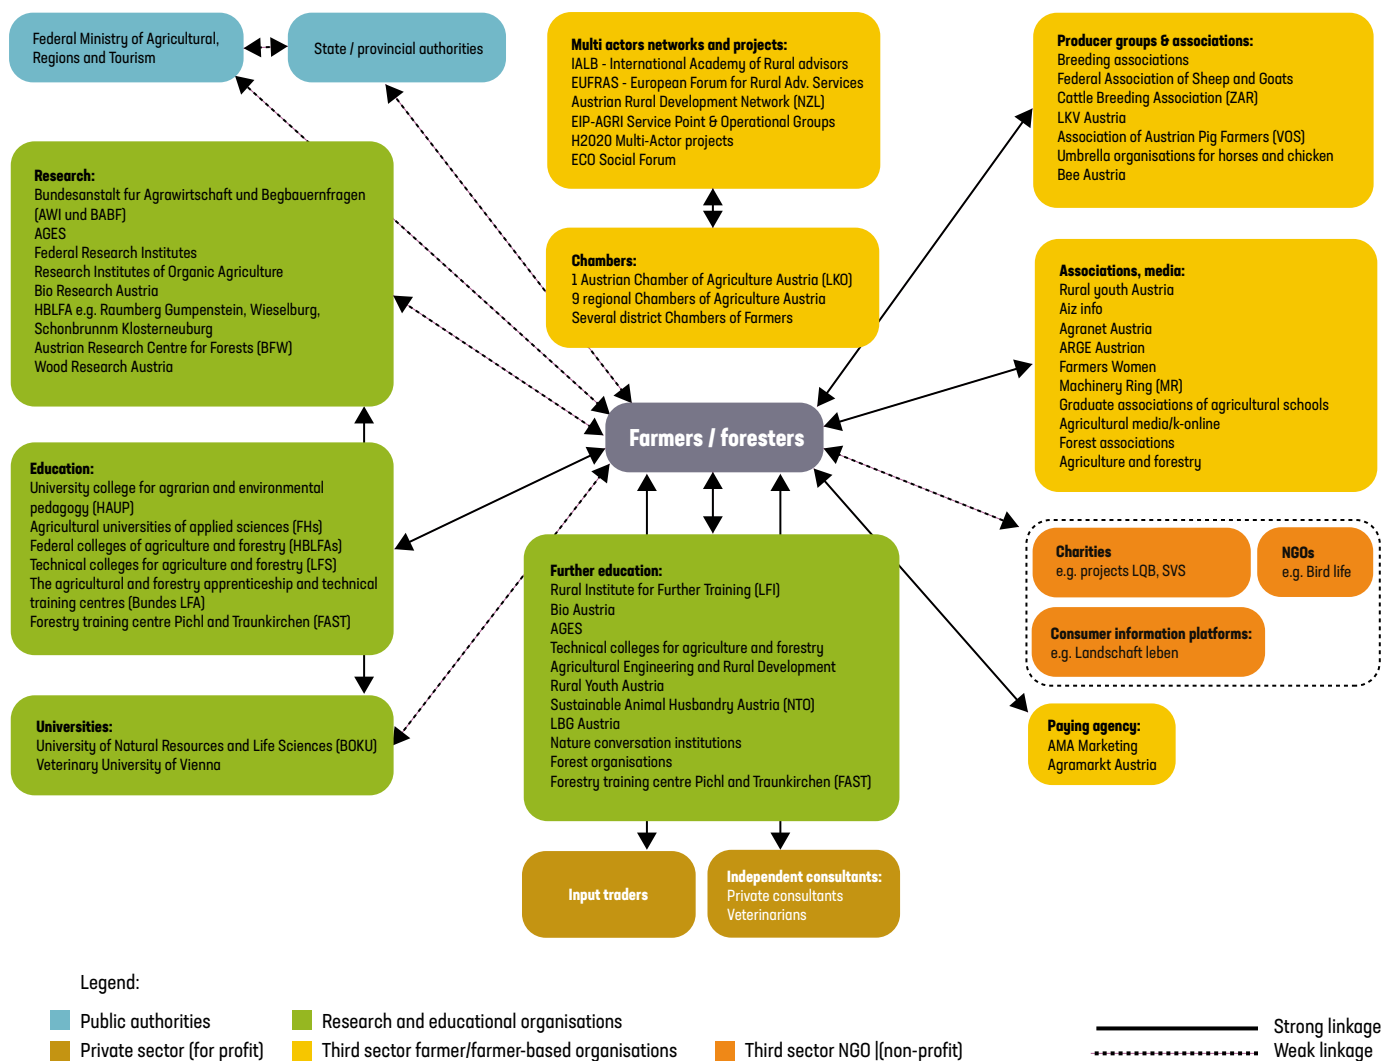 Federal Ministry of Agricultural,
Regions and Tourism
State / provincial authorities
Multi actors networks and projects:
IALB - International Academy of Rural advisors
EUFRAS - European Forum for Rural Adv. Services
Austrian Rural Development Network (NZL)
EIP-AGRI Service Point & Operational Groups
H2020 Multi-Actor projects
ECO Social Forum
Producer groups & associations:
Breeding associations
Federal Association of Sheep and Goats
Cattle Breeding Association (ZAR)
LKV Austria
Association of Austrian Pig Farmers (VOS)
Umbrella organisations for horses and chicken
Bee Austria
Research:
Bundesanstalt fur Agrawirtschaft und Begbauernfragen
(AWI und BABF)
AGES
Federal Research Institutes
Research Institutes of Organic Agriculture
Bio Research Austria
HBLFA e.g. Raumberg Gumpenstein, Wieselburg,
Schonbrunnm Klosterneuburg
Austrian Research Centre for Forests (BFW)
Wood Research Austria
Chambers:
1 Austrian Chamber of Agriculture Austria (LKO)
9 regional Chambers of Agriculture Austria
Several district Chambers of Farmers
Associations, media:
Rural youth Austria
Aiz info
Agranet Austria
ARGE Austrian
Farmers Women
Machinery Ring (MR)
Graduate associations of agricultural schools
Agricultural media/k-online
Forest associations
Agriculture and forestry
Farmers / foresters
Education:
University college for agrarian and environmental
pedagogy (HAUP)
Agricultural universities of applied sciences (FHs)
Federal colleges of agriculture and forestry (HBLFAs)
Technical colleges for agriculture and forestry (LFS)
The agricultural and forestry apprenticeship and technical
training centres (Bundes LFA)
Forestry training centre Pichl and Traunkirchen (FAST)
Further education:
Rural Institute for Further Training (LFI)
Bio Austria
AGES
Technical colleges for agriculture and forestry
Agricultural Engineering and Rural Development
Rural Youth Austria
Sustainable Animal Husbandry Austria (NTO)
LBG Austria
Nature conversation institutions
Forest organisations
Forestry training centre Pichl and Traunkirchen (FAST)
Charities
e.g. projects LQB, SVS
NGOs
e.g. Bird life
Consumer information platforms:
e.g. Landschaft leben
Universities:
University of Natural Resources and Life Sciences (BOKU)
Veterinary University of Vienna
Paying agency:
AMA Marketing
Agramarkt Austria
Input traders
Independent consultants:
Private consultants
Veterinarians
Legend:
Public authorities
Research and educational organisations
Private sector (for profit)
Third sector farmer/farmer-based organisations
Third sector NGO |(non-profit)
Strong linkage
Weak linkage